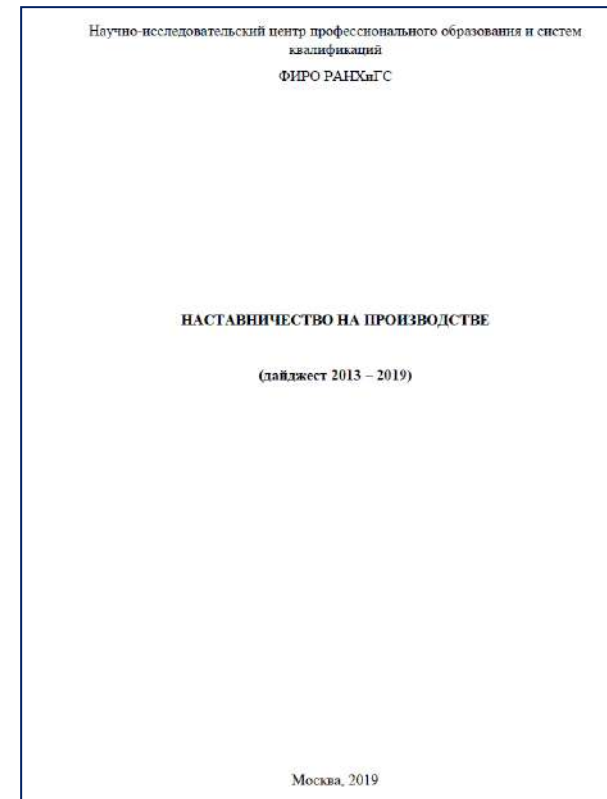 Научно-исследовательский центр профессионального образования и систем
квалификаций
ФИРО РАНХиГС
НАСТАВНИЧЕСТВО НА ПРОИЗВОДСТВЕ
(дайджест 2013 – 2019)
Москва, 2019